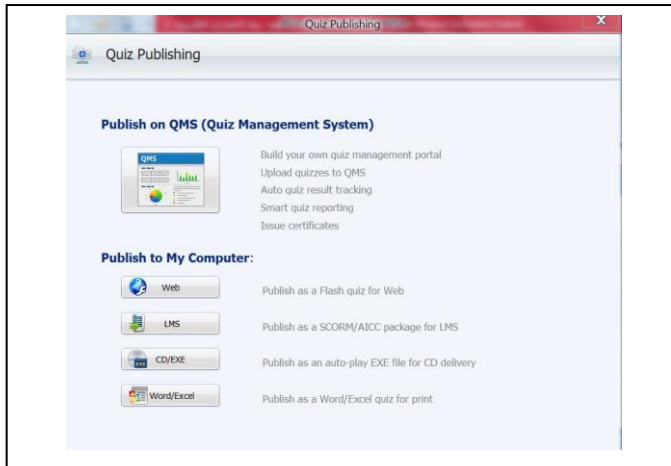 Quiz Publishing
X
Quiz Publishing
Publish on QMS (Quiz Management System)
QMS
Build your own quiz management portal
Upload quizzes to QMS
Auto quiz result tracking
Smart quiz reporting
Issue certificates
Publish to My Computer:
Web
Publish as a Flash quiz for Web
LMS
Publish as a SCORM/AICC package for LMS
EXE
CD/EXE
Publish as an auto-play EXE file for CD delivery
Word/Excel
Publish as a Word/Excel quiz for print